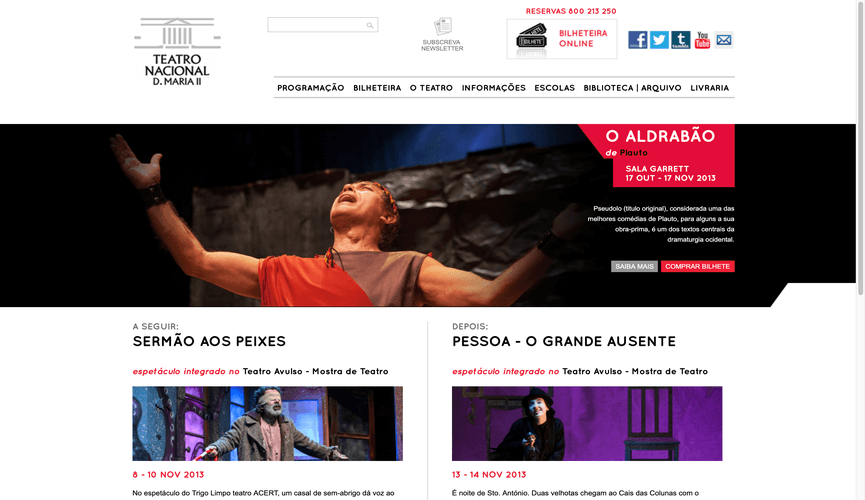 RESERVAS 800 213 250
TEATRO
NACIONAL
D. MARIA II
SUBSCREVA
NEWSLETTER
BILHETE
BILHETEIRA
ONLINE
f
t
tumblr
You
Tube
PROGRAMAÇÃO BILHETEIRA O TEATRO INFORMAÇÕES ESCOLAS BIBLIOTECA | ARQUIVO LIVRARIA
O ALDRABÃO
de Plauto
SALA GARRETT
17 OUT - 17 NOV 2013
Pseudolo (titulo original), considerada uma das
melhores comédias de Plauto, para alguns a sua
obra-prima, é um dos textos centrais da
dramaturgia ocidental.
SAIBA MAIS COMPRAR BILHETE
A SEGUIR:
SERMÃO AOS PEIXES
espetáculo integrado no Teatro Avulso - Mostra de Teatro
8 - 10 NOV 2013
No espetáculo do Trigo Limpo teatro ACERT, um casal de sem-abrigo dá voz ao
DEPOIS:
PESSOA - O GRANDE AUSENTE
espetáculo integrado no Teatro Avulso - Mostra de Teatro
13 - 14 NOV 2013
É noite de Sto. António. Duas velhotas chegam ao Cais das Colunas com o